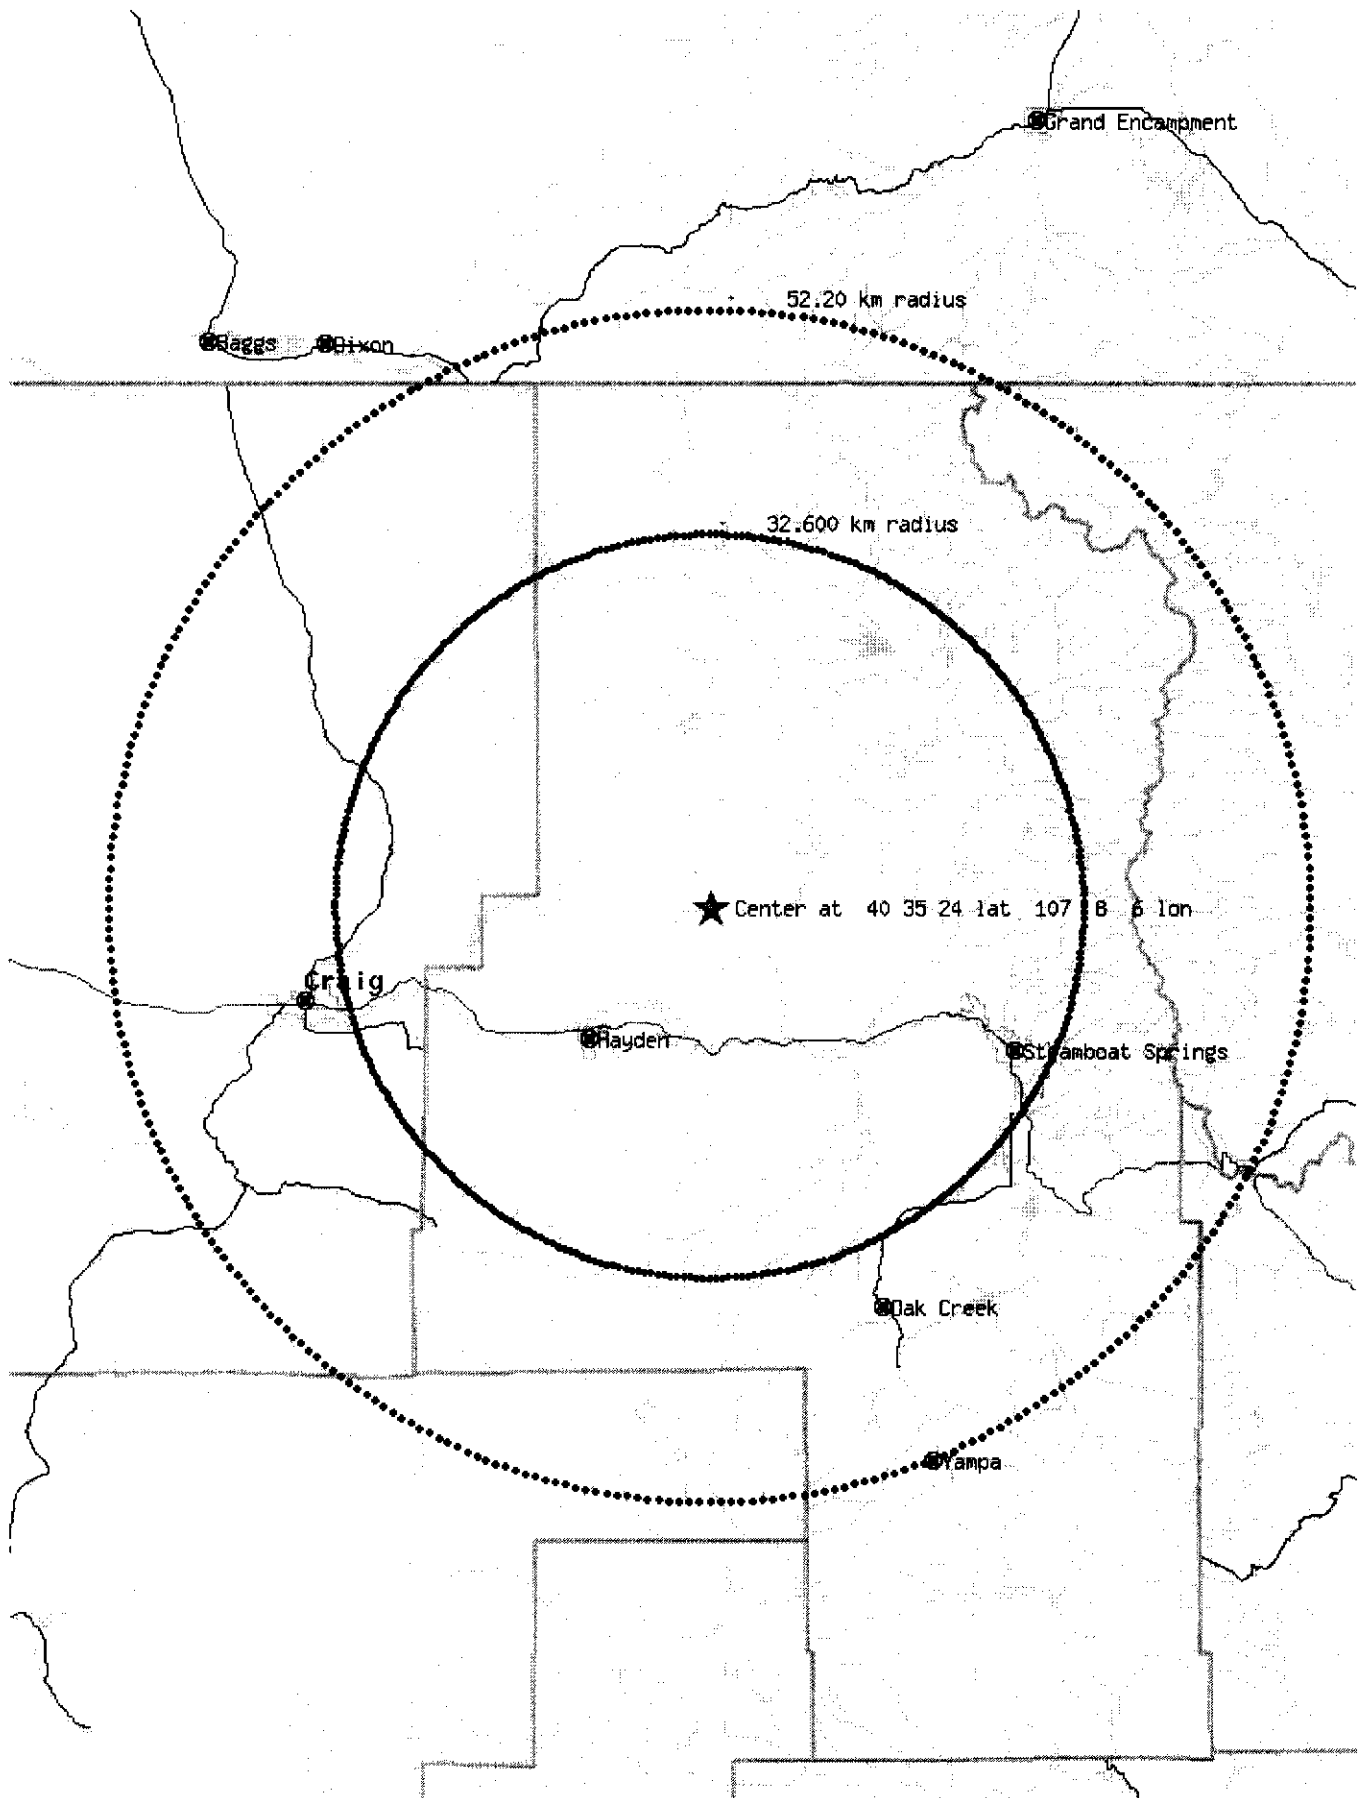 Grand Encampment
52.20 km radius
Baggs
Dixon
32.600 km radius
Center at 40 35 24 lat 107 8 6 lon
Craig
Hayden
Steamboat Springs
Oak Creek
Yampa